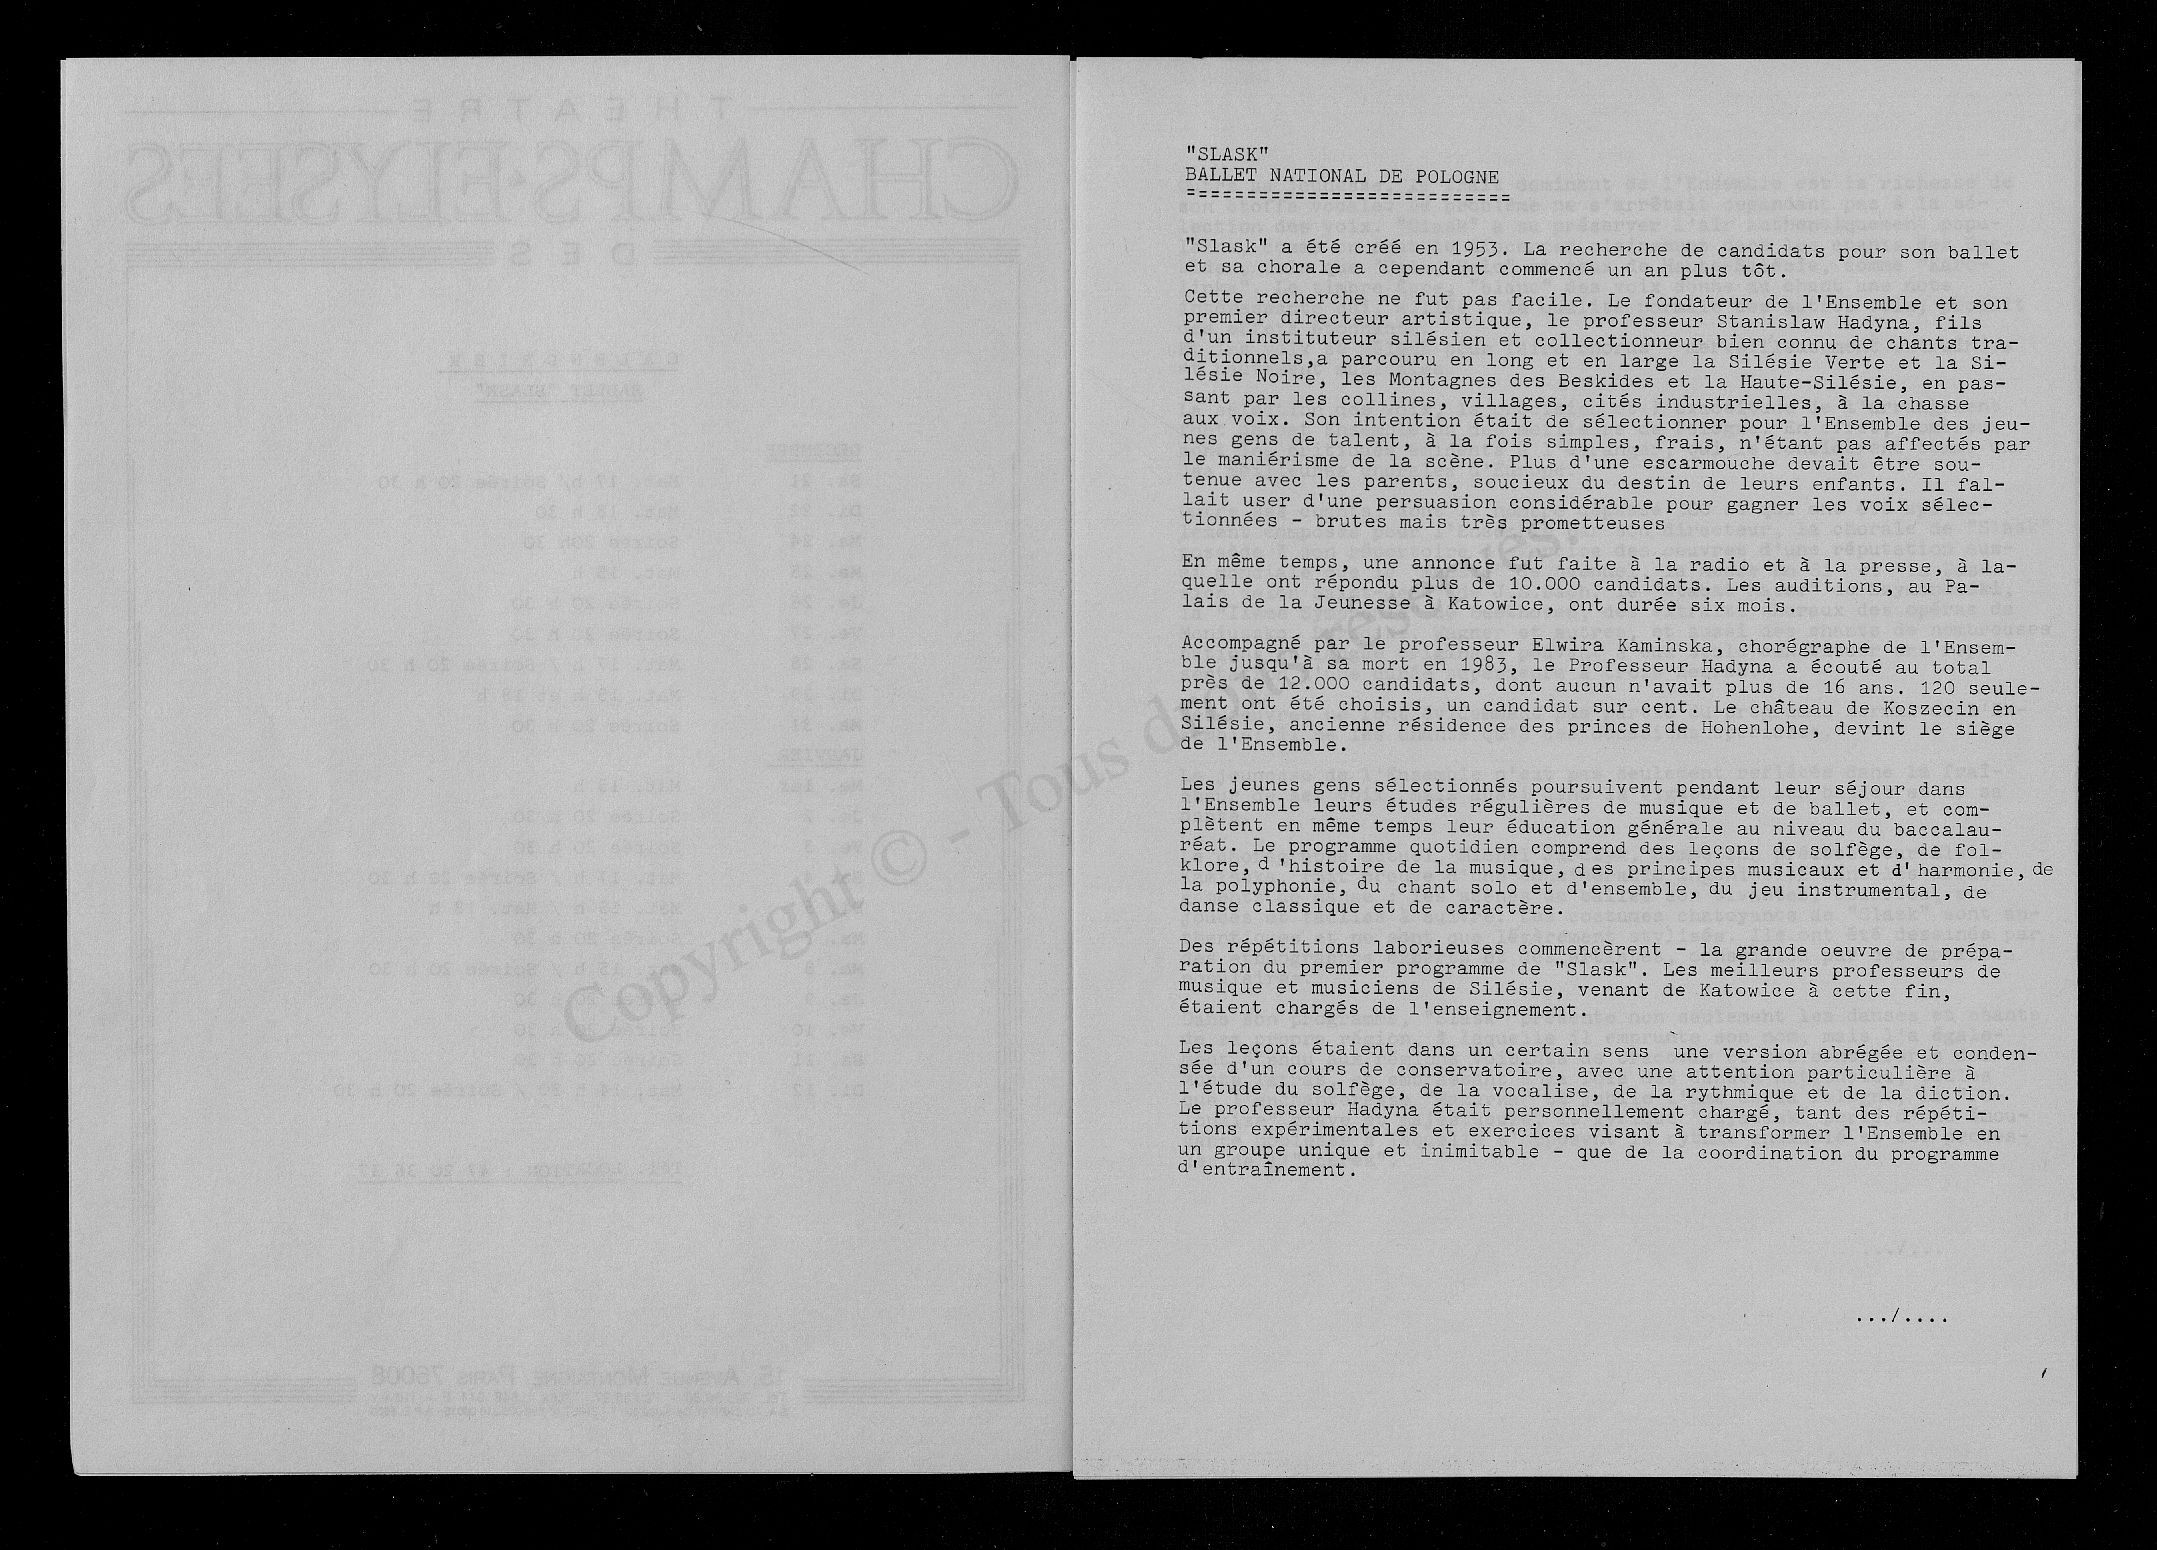 THEATRE
CHAMPS-ELYSEES
DES
CALENDRIER
BALLET "SLASK"
DECEMBRE
JANVIER
15, AVENUE MONTAIGNE, PARIS 75008
"SLASK"
BALLET NATIONAL DE POLOGNE
===========================
"Slask" a été créé en 1953. La recherche de candidats pour son ballet
et sa chorale a cependant commencé un an plus tôt.
Cette recherche ne fut pas facile. Le fondateur de l'Ensemble et son
premier directeur artistique, le professeur Stanislaw Hadyna, fils
d'un instituteur silésien et collectionneur bien connu de chants tra-
ditionnels,a parcouru en long et en large la Silésie Verte et la Si-
lésie Noire, les Montagnes des Beskides et la Haute-Silésie, en pas-
sant par les collines, villages, cités industrielles, à la chasse
aux voix. Son intention était de sélectionner pour l'Ensemble des jeu-
nes gens de talent, à la fois simples, frais, n'étant pas affectés par
le maniérisme de la scène. Plus d'une escarmouche devait être sou-
tenue avec les parents, soucieux du destin de leurs enfants. Il fal-
lait user d'une persuasion considérable pour gagner les voix sélec-
tionnées - brutes mais très prometteuses
En même temps, une annonce fut faite à la radio et à la presse, à la-
quelle ont répondu plus de 10.000 candidats. Les auditions, au Pa-
lais de la Jeunesse à Katowice, ont durée six mois.
Accompagné par le professeur Elwira Kaminska, chorégraphe de l'Ensem-
ble jusqu'à sa mort en 1983, le Professeur Hadyna a écouté au total
près de 12.000 candidats, dont aucun n'avait plus de 16 ans. 120 seule-
ment ont été choisis, un candidat sur cent. Le château de Koszecin en
Silésie, ancienne résidence des princes de Hohenlohe, devint le siège
de l'Ensemble.
Les jeunes gens sélectionnés poursuivent pendant leur séjour dans
l'Ensemble leurs études régulières de musique et de ballet, et com-
plètent en même temps leur éducation générale au niveau du baccalau-
réat. Le programme quotidien comprend des leçons de solfège, de fol-
klore, d'histoire de la musique, des principes musicaux et d'harmonie, de
la polyphonie, du chant solo et d'ensemble, du jeu instrumental, de
danse classique et de caractère.
Des répétitions laborieuses commencèrent - la grande oeuvre de prépa-
ration du premier programme de "Slask". Les meilleurs professeurs de
musique et musiciens de Silésie, venant de Katowice à cette fin,
étaient chargés de l'enseignement.
Les leçons étaient dans un certain sens une version abrégée et conden-
sée d'un cours de conservatoire, avec une attention particulière à
l'étude du solfège, de la vocalise, de la rythmique et de la diction.
Le professeur Hadyna était personnellement chargé, tant des répéti-
tions expérimentales et exercices visant à transformer l'Ensemble en
un groupe unique et inimitable - que de la coordination du programme
d'entraînement.
.../....
Copyright © - Tous droits réservés.